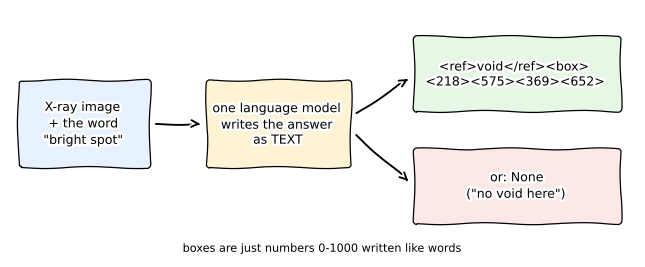 X-ray image
+ the word
"bright spot"
one language model
writes the answer
as TEXT
<ref>void</ref><box>
<218><575><369><652>
or: None
("no void here")
boxes are just numbers 0-1000 written like words